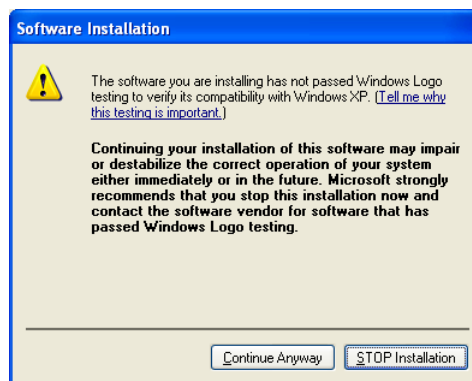 Software Installation
The software you are installing has not passed Windows Logo
testing to verify its compatibility with Windows XP. (Tell me why
this testing is important.)
Continuing your installation of this software may impair
or destabilize the correct operation of your system
either immediately or in the future. Microsoft strongly
recommends that you stop this installation now and
contact the software vendor for software that has
passed Windows Logo testing.
Continue Anyway STOP Installation